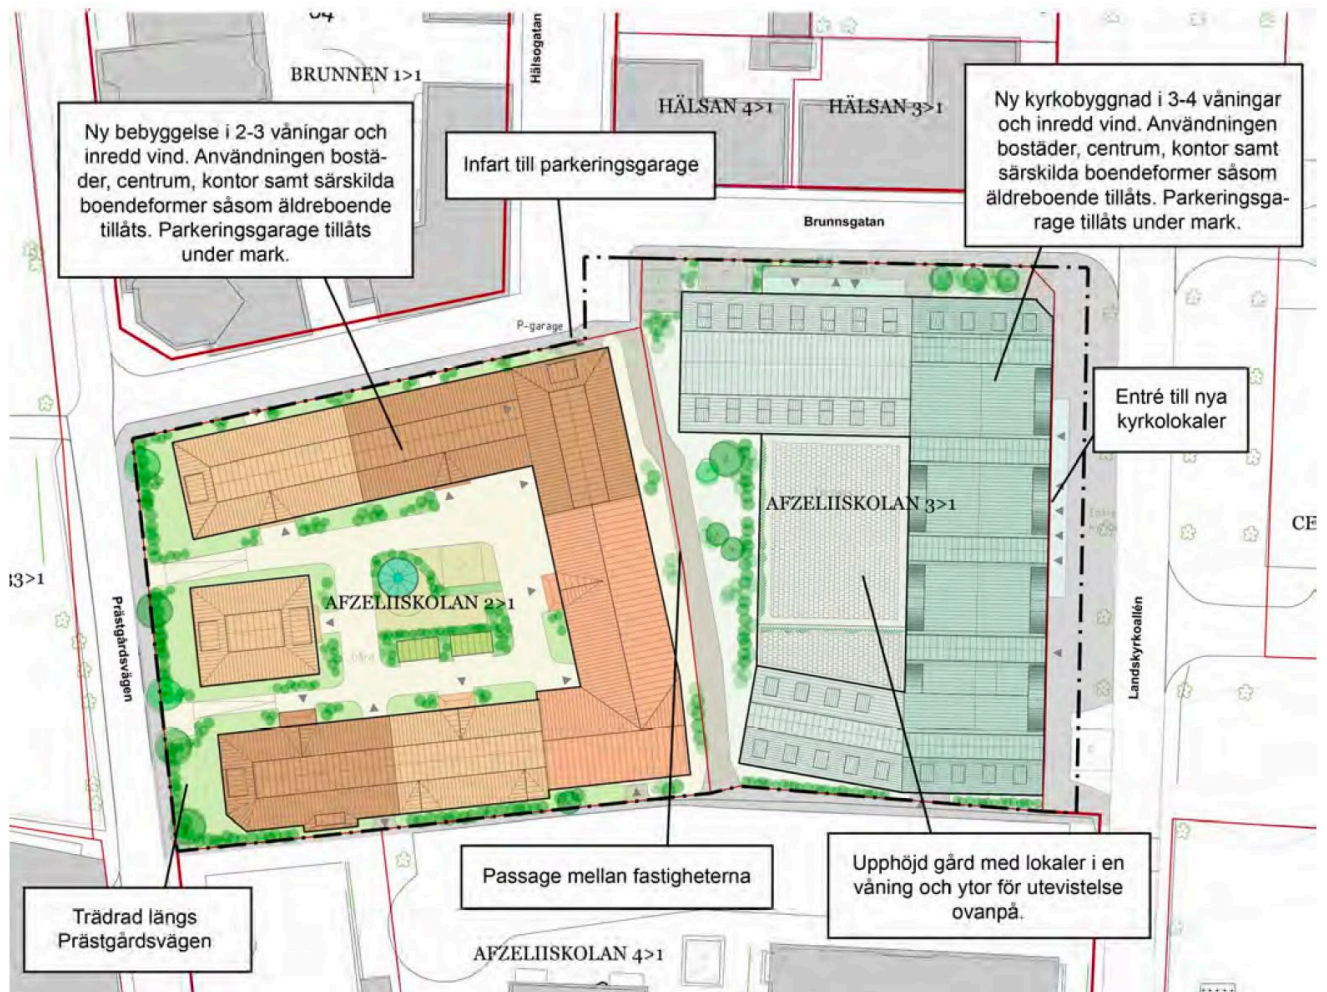 BRUNNEN 1>1
Hälsogatan
HÄLSAN 4>1
HÄLSAN 3>1
Ny bebyggelse i 2-3 våningar och
inredd vind. Användningen bostä-
der, centrum, kontor samt särskilda
boendeformer såsom äldreboende
tillåts. Parkeringsgarage tillåts
under mark.
Infart till parkeringsgarage
Ny kyrkobyggnad i 3-4 våningar
och inredd vind. Användningen
bostäder, centrum, kontor samt
särskilda boendeformer såsom
äldreboende tillåts. Parkeringsga-
rage tillåts under mark.
Brunnsgatan
P-garage
Entré till nya
kyrkolokaler
AFZELIISKOLAN 3>1
CE
33>1
AFZELIISKOLAN 2>1
Prästgårdsvägen
Landskyrkoallén
Passage mellan fastigheterna
Upphöjd gård med lokaler i en
våning och ytor för utevistelse
ovanpå.
Trädrad längs
Prästgårdsvägen
AFZELIISKOLAN 4>1